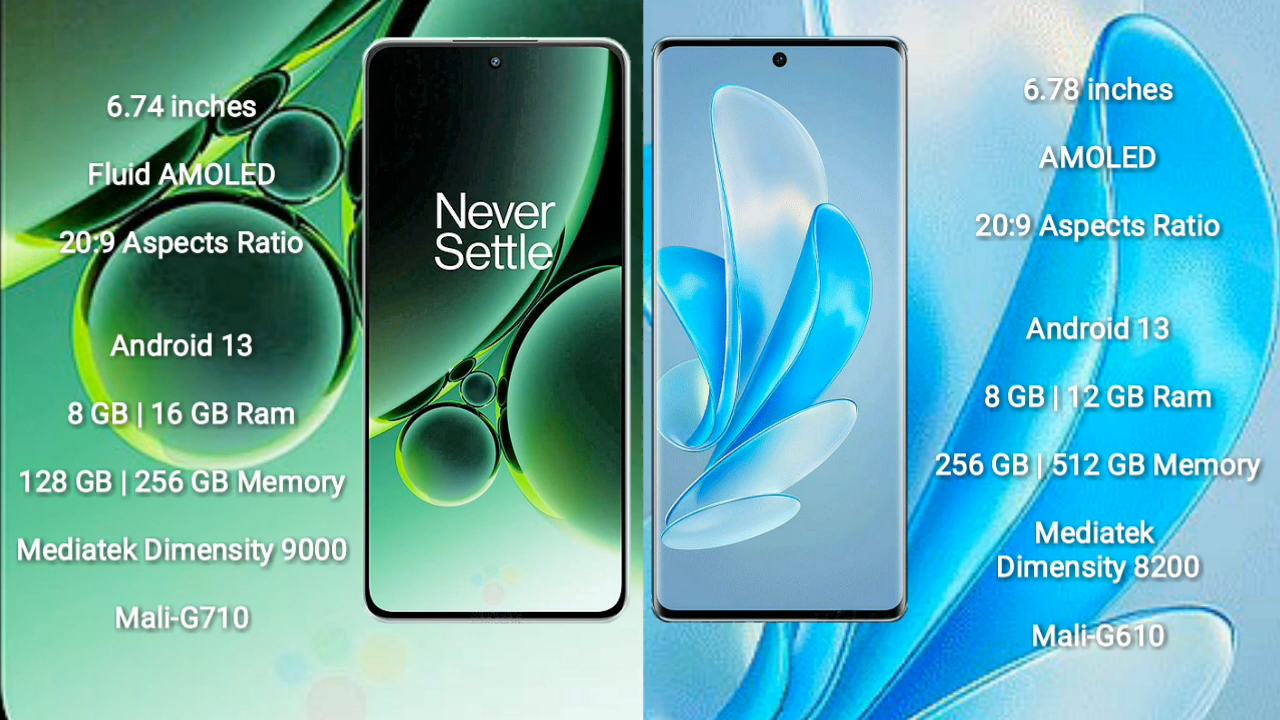 6.74 inches
Fluid AMOLED
20:9 Aspects Ratio
Android 13
8 GB | 16 GB Ram
128 GB | 256 GB Memory
Mediatek Dimensity 9000
Mali-G710
Never
Settle
6.78 inches
AMOLED
20:9 Aspects Ratio
Android 13
8 GB | 12 GB Ram
256 GB | 512 GB Memory
Mediatek
Dimensity 8200
Mali-G610